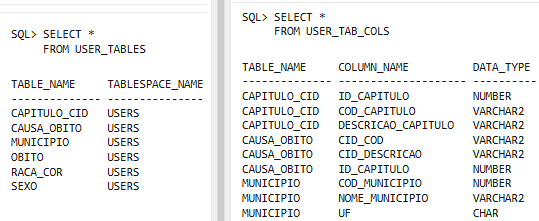 SQL> SELECT *
FROM USER_TABLES
TABLE_NAME TABLESPACE_NAME
-------------- ---------------
CAPITULO_CID USERS
CAUSA_OBITO USERS
MUNICIPIO USERS
OBITO USERS
RACA_COR USERS
SEXO USERS
SQL> SELECT *
FROM USER_TAB_COLS
TABLE_NAME COLUMN_NAME DATA_TYPE
------------- ------------------- ----------
CAPITULO_CID ID_CAPITULO NUMBER
CAPITULO_CID COD_CAPITULO VARCHAR2
CAPITULO_CID DESCRICAO_CAPITULO VARCHAR2
CAUSA_OBITO CID_COD VARCHAR2
CAUSA_OBITO CID_DESCRICAO VARCHAR2
CAUSA_OBITO ID_CAPITULO NUMBER
MUNICIPIO COD_MUNICIPIO NUMBER
MUNICIPIO NOME_MUNICIPIO VARCHAR2
MUNICIPIO UF CHAR